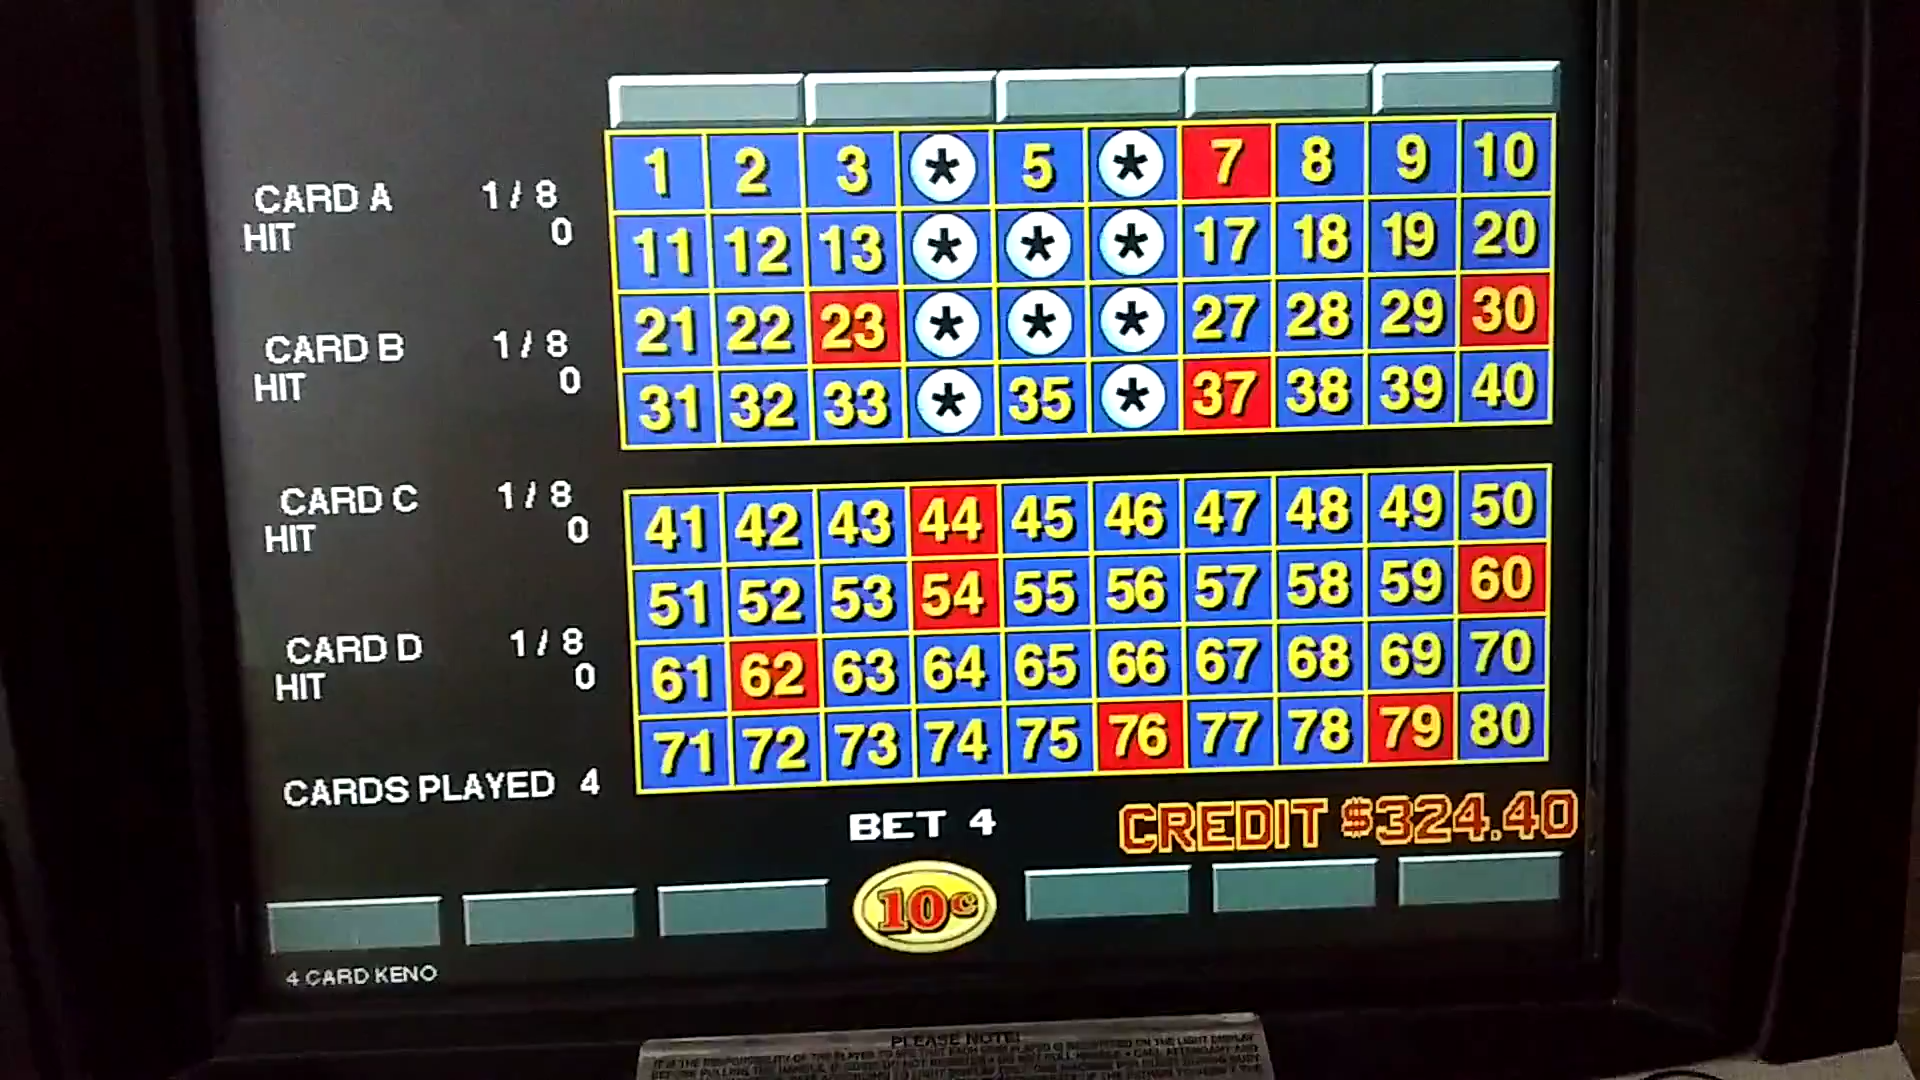 CARD A 1/8
HIT 0
CARD B 1/8
HIT 0
CARD C 1/8
HIT 0
CARD D 1/8
HIT 0
CARDS PLAYED 4
1 2 3 * 5 * 7 8 9 10
11 12 13 * * * 17 18 19 20
21 22 23 * * * 27 28 29 30
31 32 33 * 35 * 37 38 39 40
41 42 43 44 45 46 47 48 49 50
51 52 53 54 55 56 57 58 59 60
61 62 63 64 65 66 67 68 69 70
71 72 73 74 75 76 77 78 79 80
BET 4
CREDIT $324.40
10¢
4 CARD KENO
PLEASE NOTE!